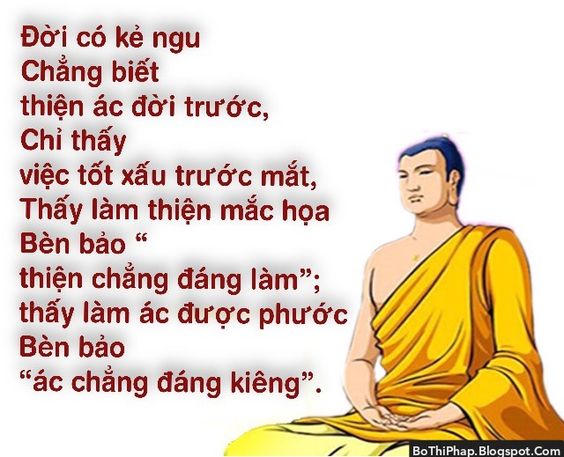 Đời có kẻ ngu
Chẳng biết
thiện ác đời trước,
Chỉ thấy
việc tốt xấu trước mắt,
Thấy làm thiện mắc họa
Bèn bảo “
thiện chẳng đáng làm”;
thấy làm ác được phước
Bèn bảo
“ác chẳng đáng kiêng”.
BoThiPhap.Blogspot.Com